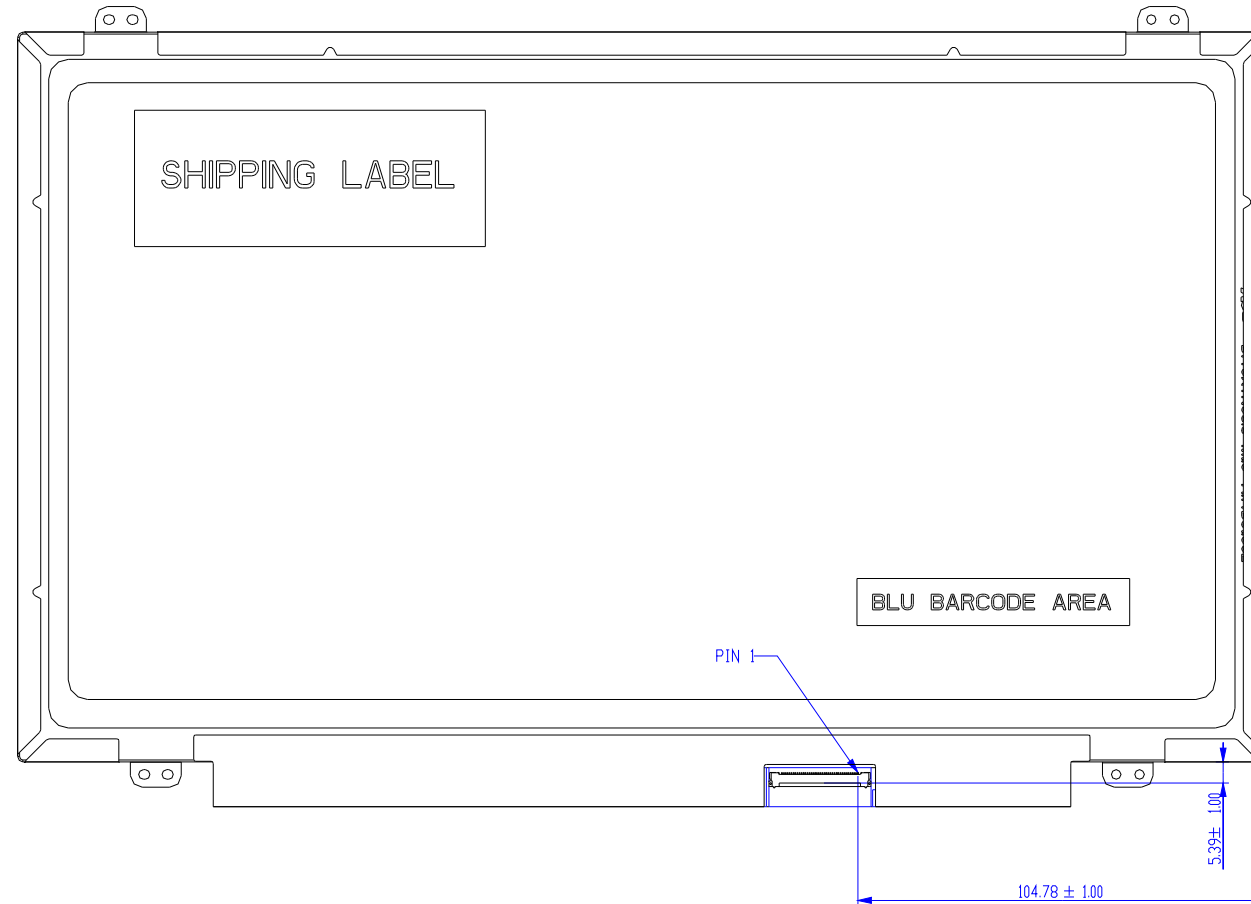 SHIPPING LABEL
BLU BARCODE AREA
PIN 1
5.39± 1.00
104.78 ± 1.00